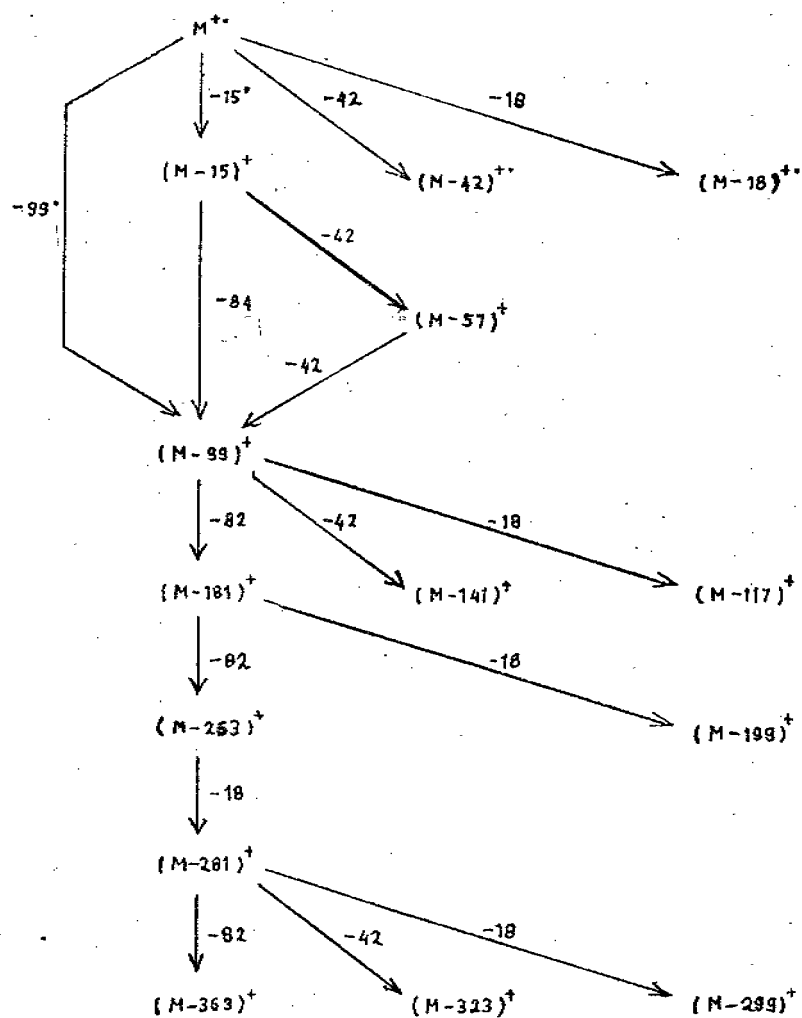 M⁺•
-15• -42 -18
(M-15)⁺ (M-42)⁺• (M-18)⁺•
-99• -42
-84 (M-57)⁺
-42
(M-99)⁺
-82 -42 -18
(M-181)⁺ (M-141)⁺ (M-117)⁺
-82 -18
(M-263)⁺ (M-199)⁺
-18
(M-281)⁺
-82 -42 -18
(M-363)⁺ (M-323)⁺ (M-299)⁺